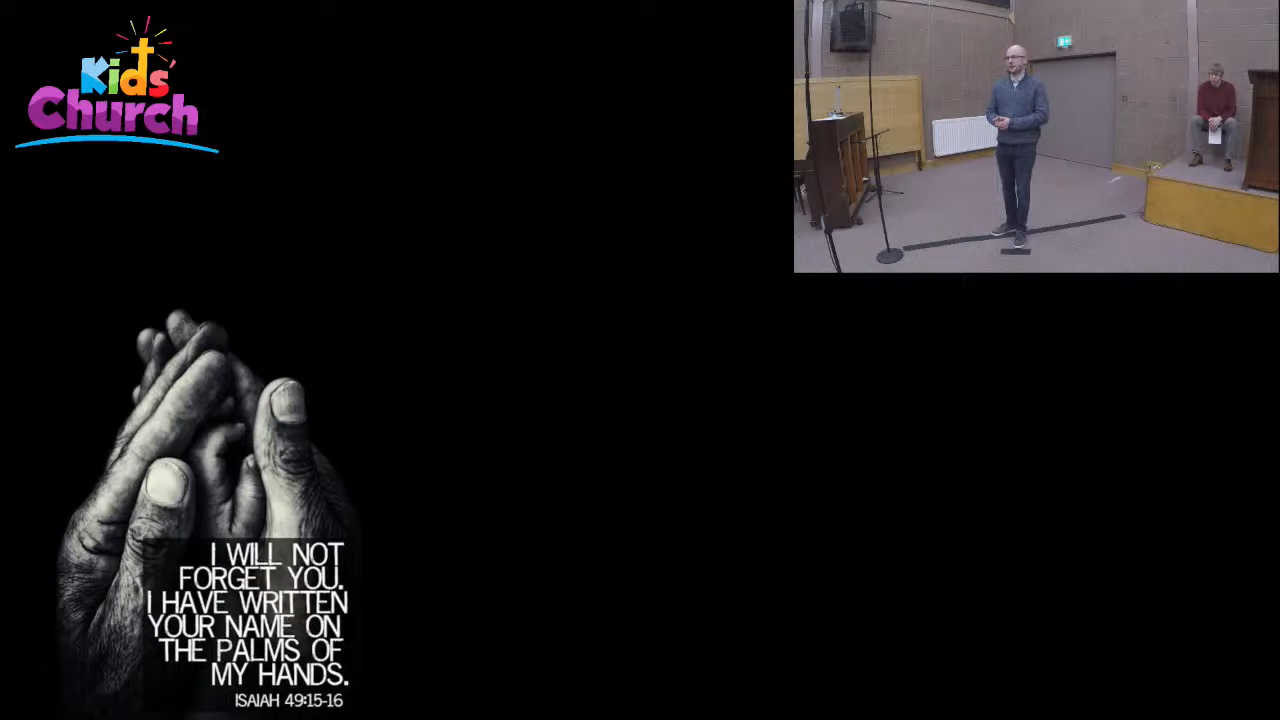 Kids'
Church
I WILL NOT
FORGET YOU.
I HAVE WRITTEN
YOUR NAME ON
THE PALMS OF
MY HANDS.
ISAIAH 49:15-16